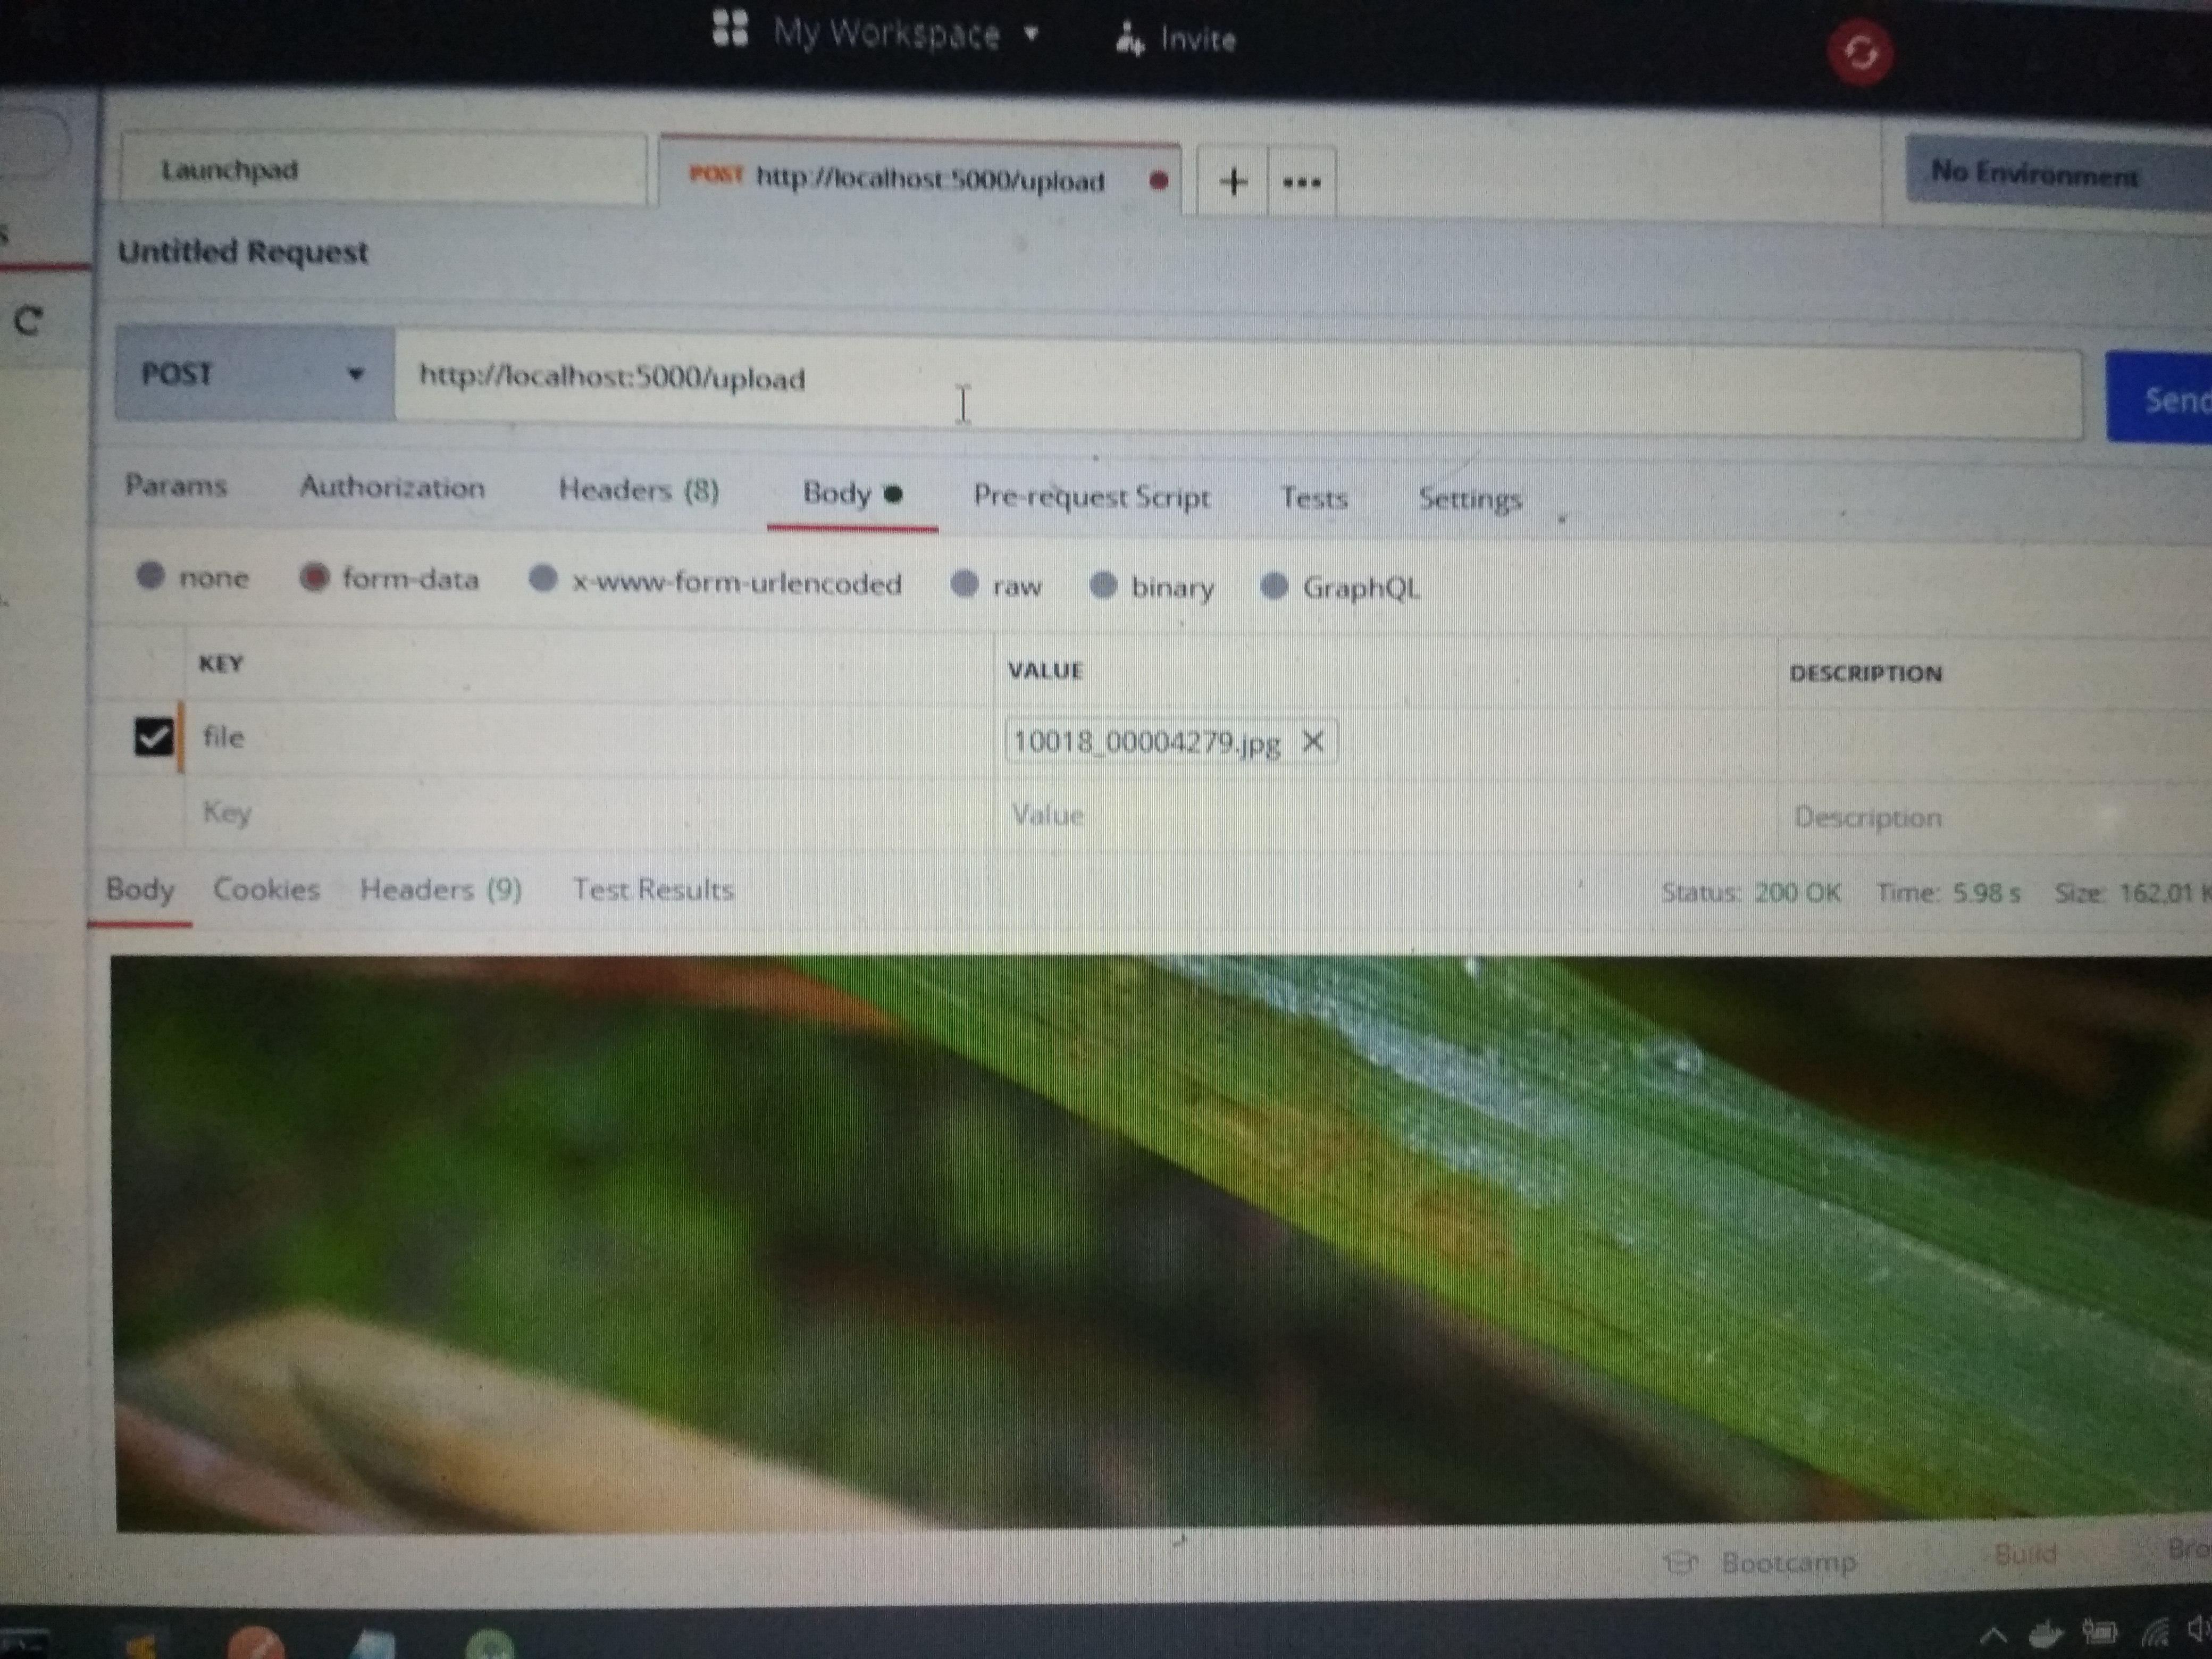 My Workspace Invite
Launchpad POST http://localhost:5000/upload + ••• No Environment
Untitled Request
POST http://localhost:5000/upload Send
Params Authorization Headers (8) Body Pre-request Script Tests Settings
none form-data x-www-form-urlencoded raw binary GraphQL
KEY VALUE DESCRIPTION
file 10018_00004279.jpg X
Key Value Description
Body Cookies Headers (9) Test Results Status: 200 OK Time: 5.98 s Size: 162,01 K
Bootcamp Build